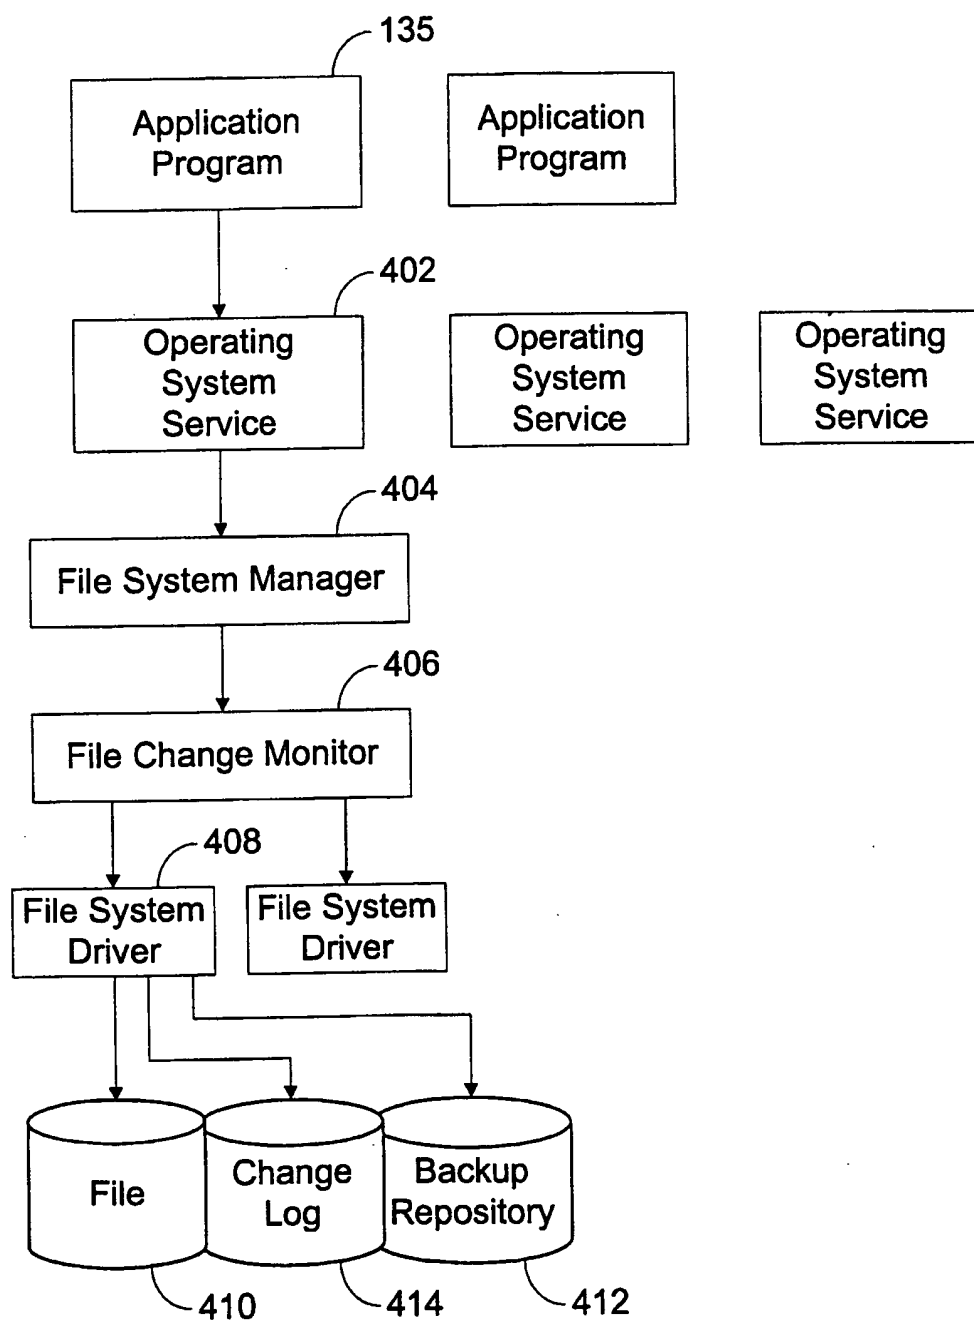 135
Application
Program
Application
Program
402
Operating
System
Service
Operating
System
Service
Operating
System
Service
404
File System Manager
406
File Change Monitor
408
File System
Driver
File System
Driver
File
Change
Log
Backup
Repository
410
414
412